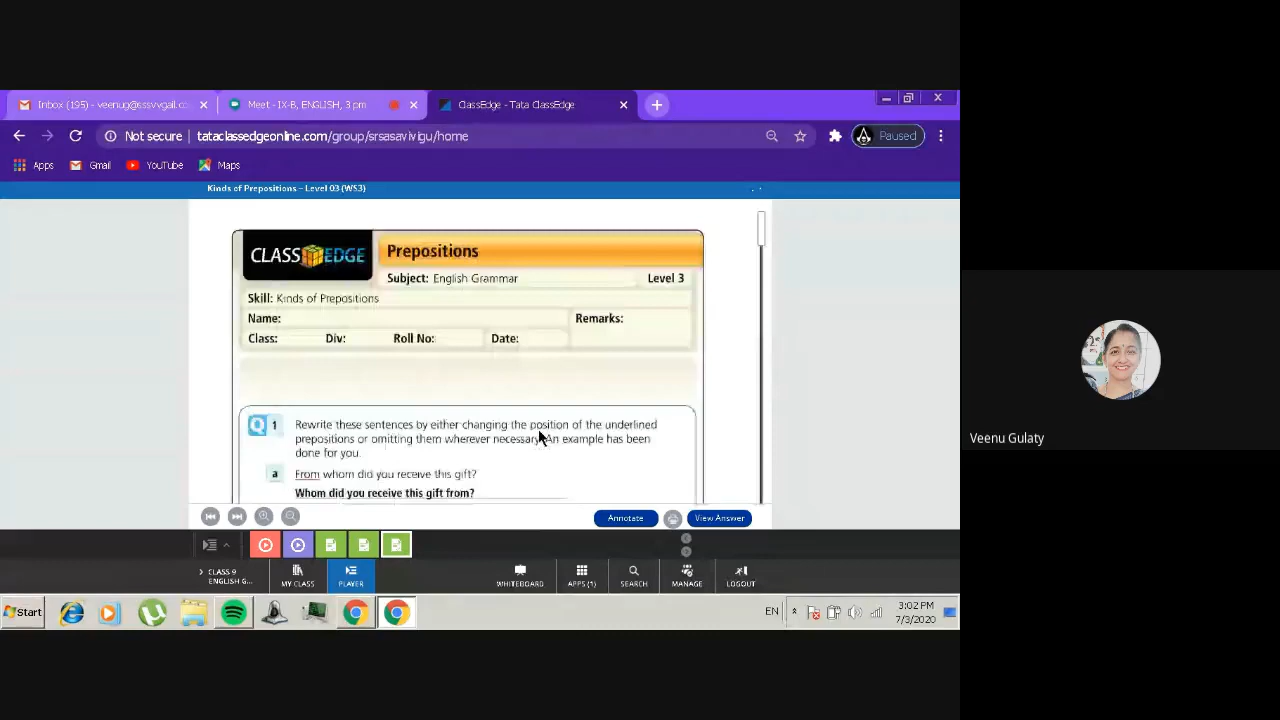 Inbox (195) - veenug@sssvvgail.co
Meet - IX-B, ENGLISH, 3 pm
ClassEdge - Tata ClassEdge
Not secure | tataclassedgeonline.com/group/srsasavivigu/home
Paused
Apps
Gmail
YouTube
Maps
Kinds of Prepositions – Level 03 (WS3)
CLASS EDGE
Prepositions
Subject: English Grammar
Level 3
Skill: Kinds of Prepositions
Name:
Remarks:
Class:
Div:
Roll No:
Date:
Q 1
Rewrite these sentences by either changing the position of the underlined
prepositions or omitting them wherever necessary. An example has been
done for you.
a
From whom did you receive this gift?
Whom did you receive this gift from?
Annotate
View Answer
CLASS 9
ENGLISH G...
MY CLASS
PLAYER
WHITEBOARD
APPS (1)
SEARCH
MANAGE
LOGOUT
Start
EN
3:02 PM
7/3/2020
Veenu Gulaty